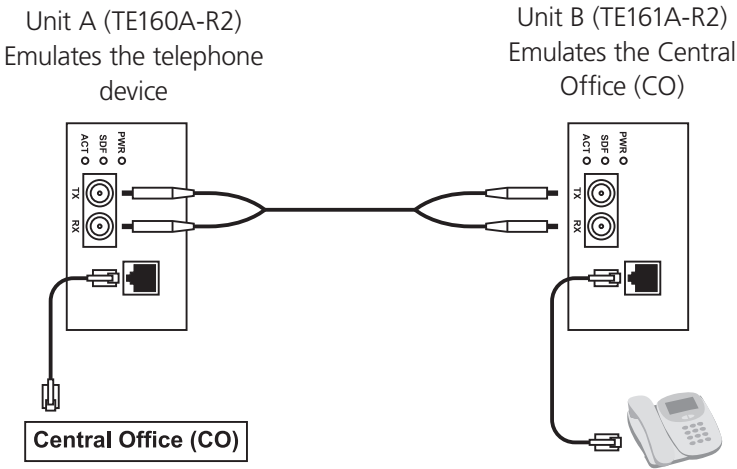 Unit A (TE160A-R2)
Emulates the telephone
device
Unit B (TE161A-R2)
Emulates the Central
Office (CO)
ACT
SDF
PWR
TX
RX
ACT
SDF
PWR
TX
RX
Central Office (CO)